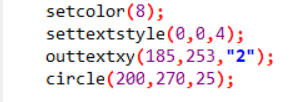 setcolor(8);
settextstyle(0,0,4);
outtextxy(185,253,"2");
circle(200,270,25);